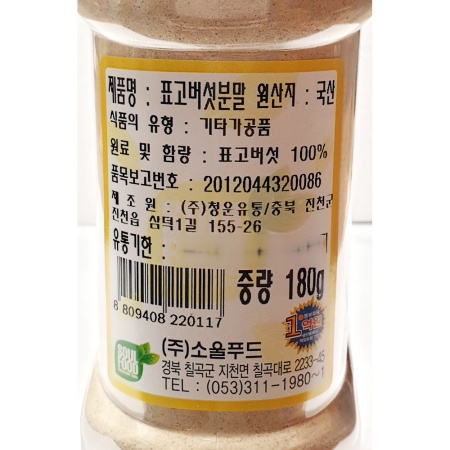 제품명 : 표고버섯분말 원산지 : 국산
식품의 유형 : 기타가공품
원료 및 함량 : 표고버섯 100%
품목보고번호 : 2012044320086
제 조 원 : (주)청운유통/충북 진천군
진천읍 삼덕1길 155-26
유통기한 :
중량 180g
8 809408 220117
1억원
SOUL FOOD
(주)소울푸드
경북 칠곡군 지천면 칠곡대로 2233-45
TEL : (053)311-1980~1